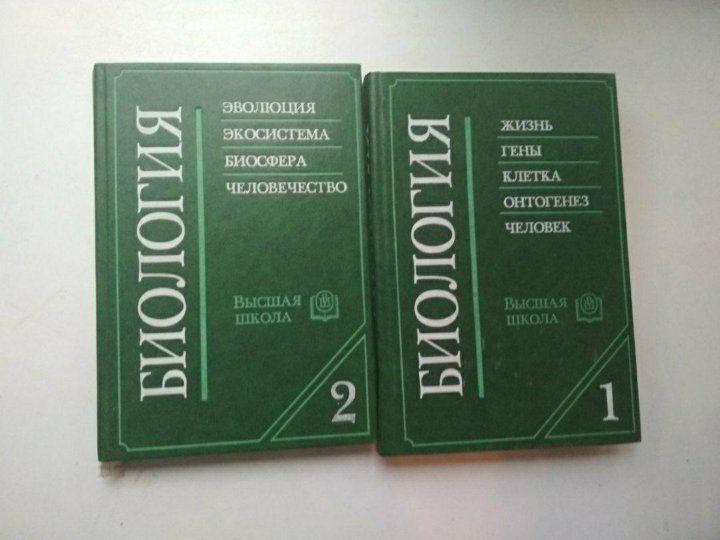 БИОЛОГИЯ
ЭВОЛЮЦИЯ
ЭКОСИСТЕМА
БИОСФЕРА
ЧЕЛОВЕЧЕСТВО
ВЫСШАЯ
ШКОЛА
2
БИОЛОГИЯ
ЖИЗНЬ
ГЕНЫ
КЛЕТКА
ОНТОГЕНЕЗ
ЧЕЛОВЕК
ВЫСШАЯ
ШКОЛА
1